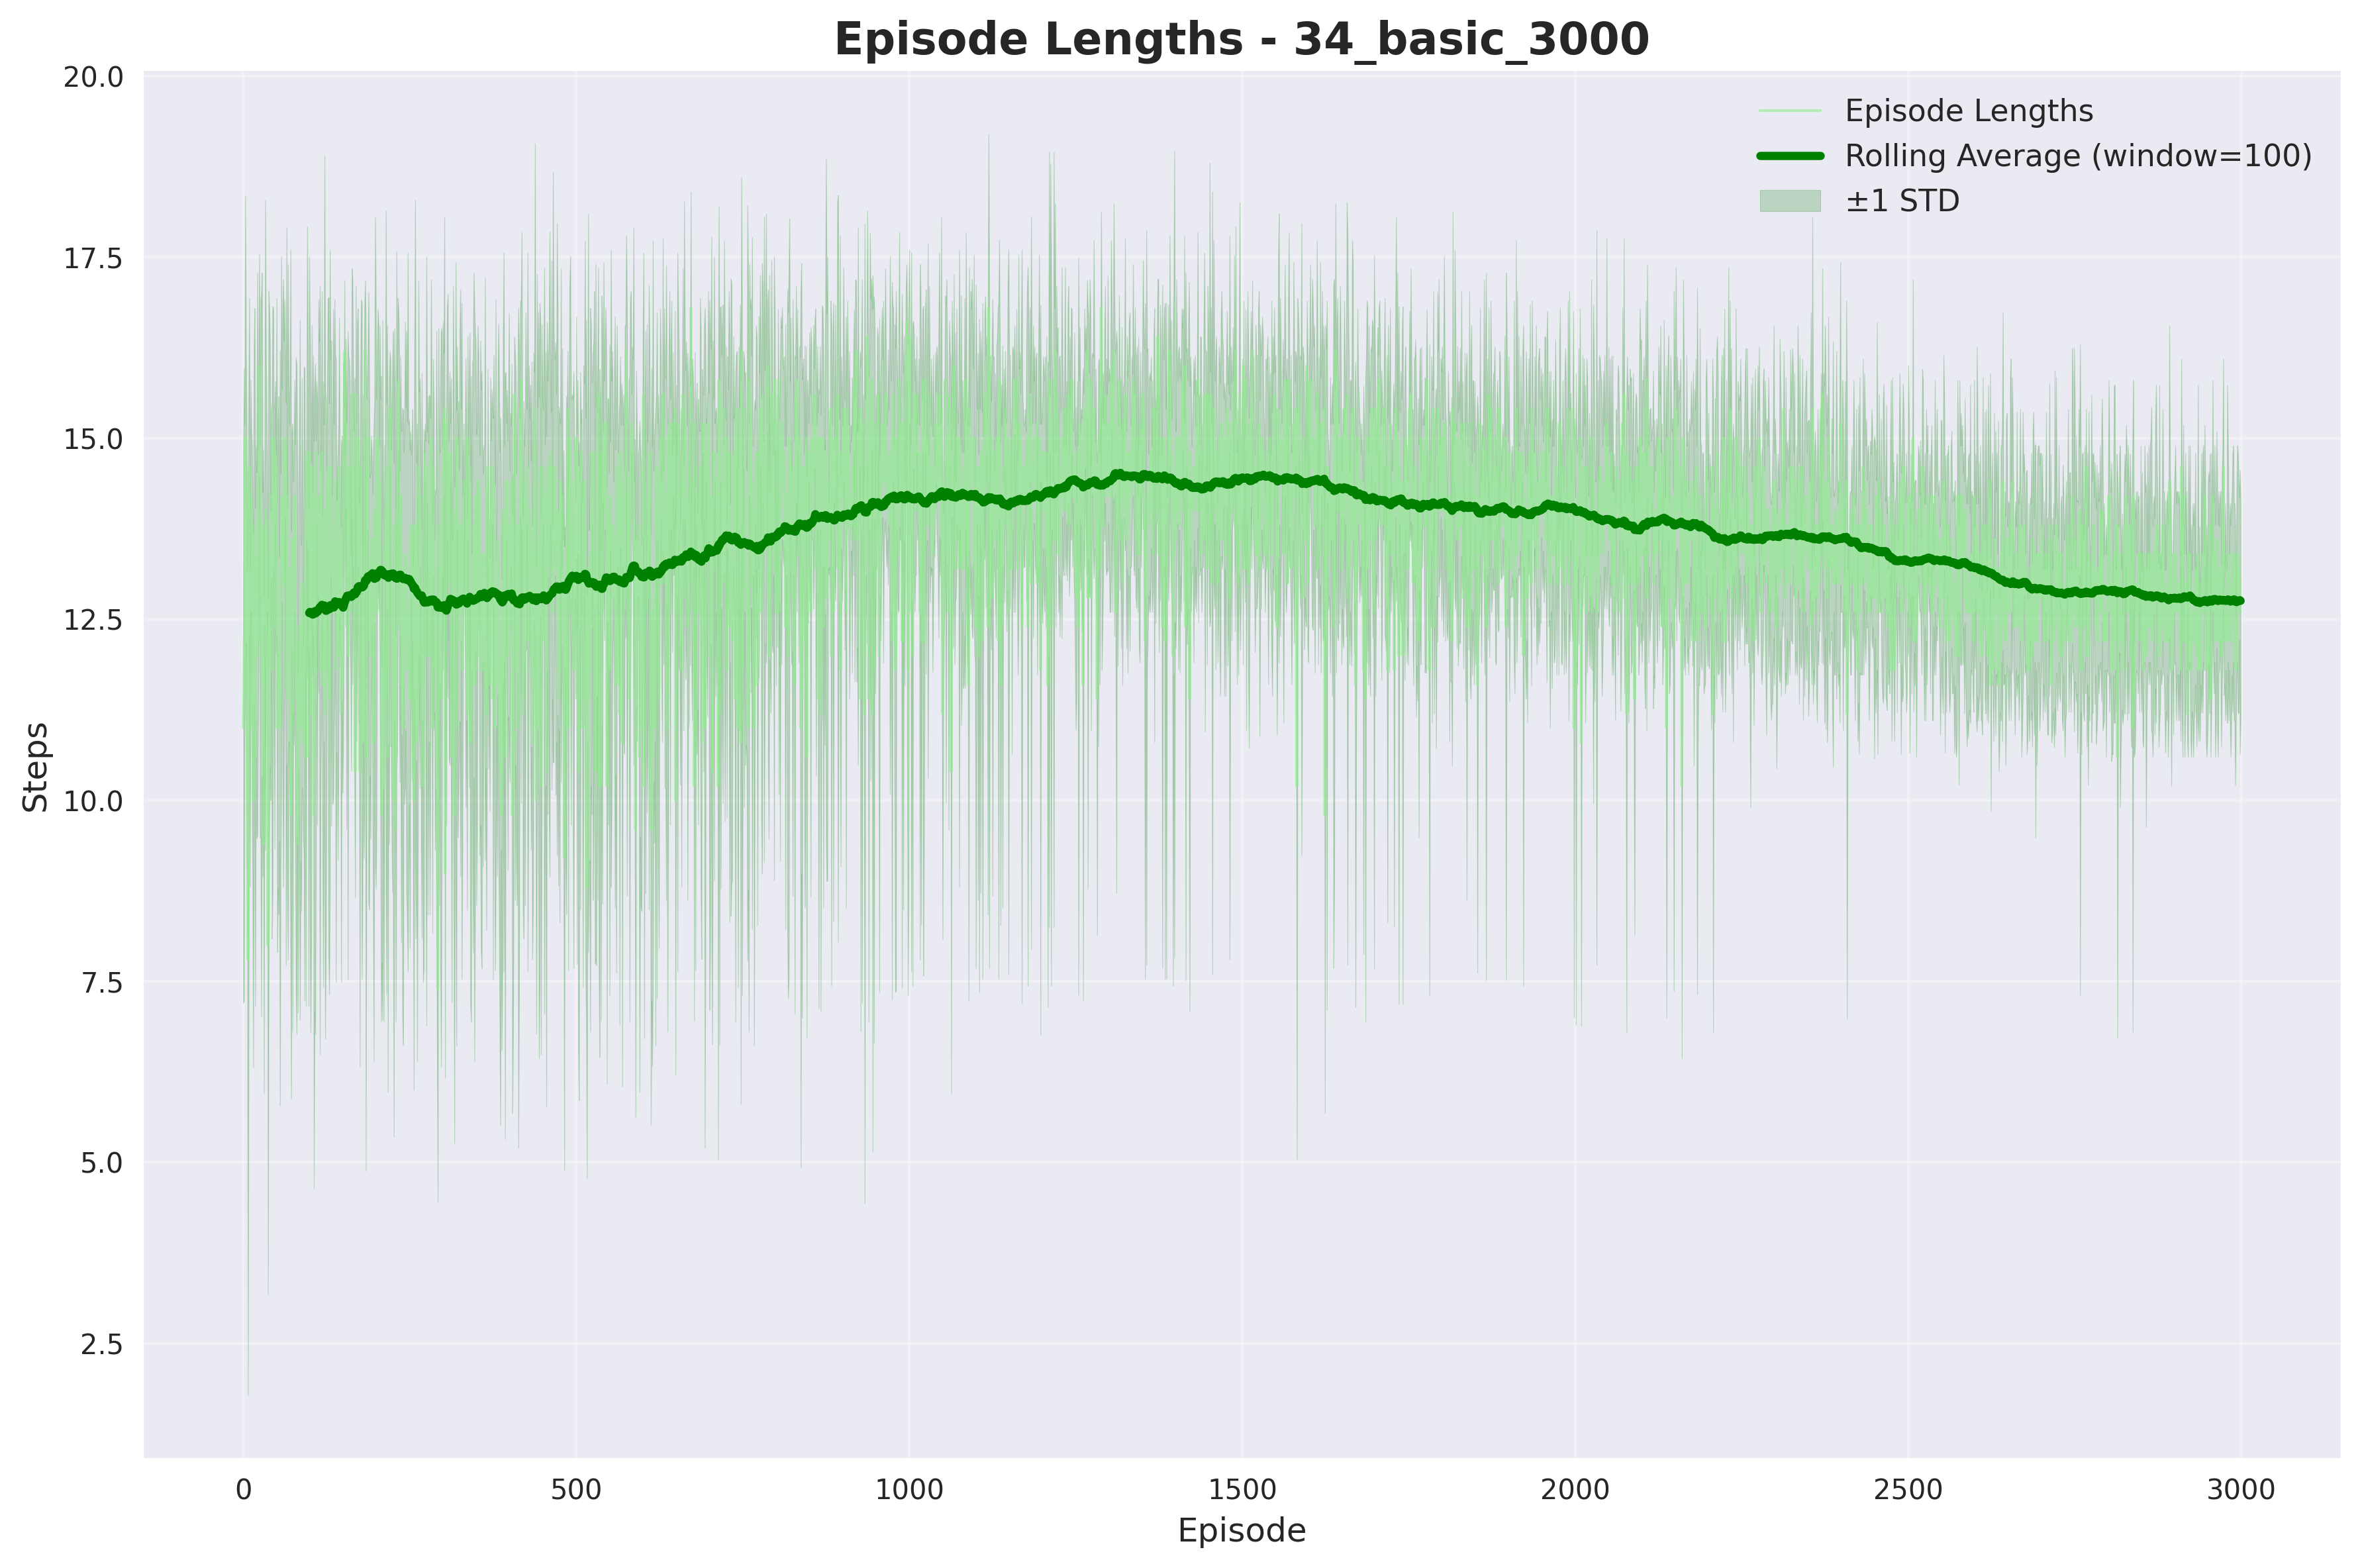 Episode Lengths - 34_basic_3000
Episode Lengths
Rolling Average (window=100)
±1 STD
Steps
20.0
17.5
15.0
12.5
10.0
7.5
5.0
2.5
0 500 1000 1500 2000 2500 3000
Episode